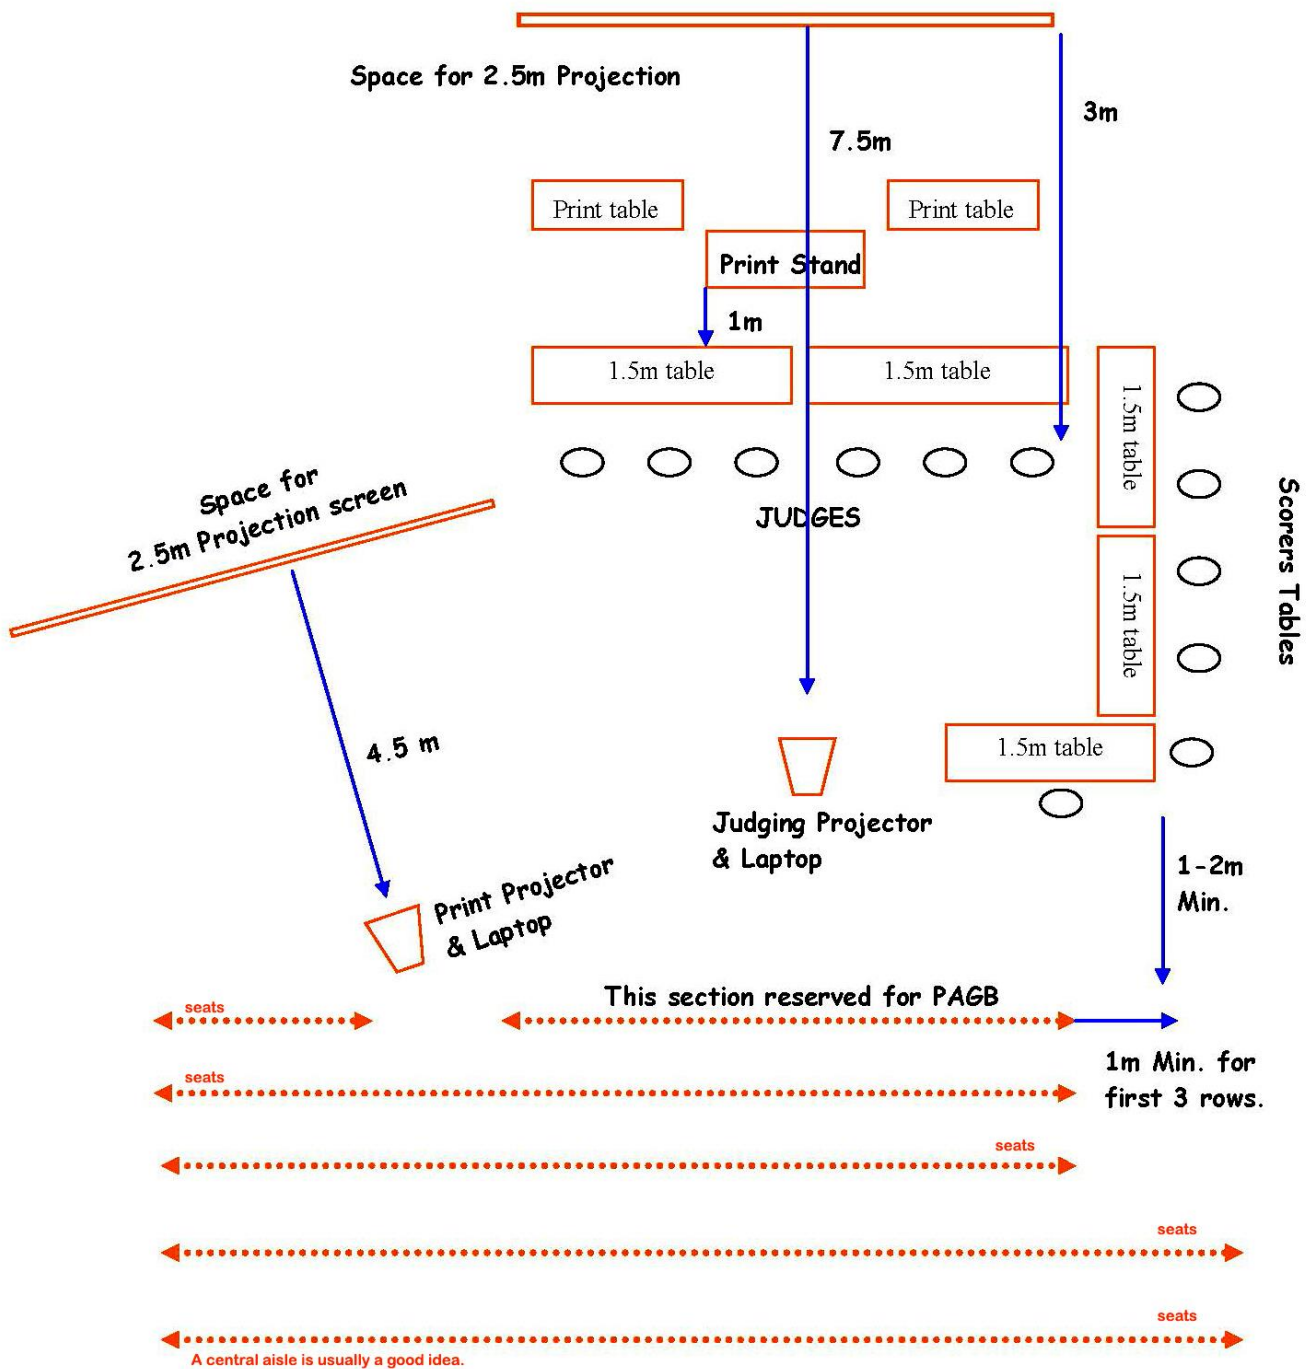 Space for 2.5m Projection
3m
7.5m
Print table
Print table
Print Stand
1m
1.5m table
1.5m table
1.5m table
JUDGES
Space for
2.5m Projection screen
Scorers Tables
1.5m table
4.5 m
1.5m table
Judging Projector
& Laptop
1-2m
Min.
Print Projector
& Laptop
This section reserved for PAGB
seats
1m Min. for
first 3 rows.
seats
seats
seats
seats
A central aisle is usually a good idea.